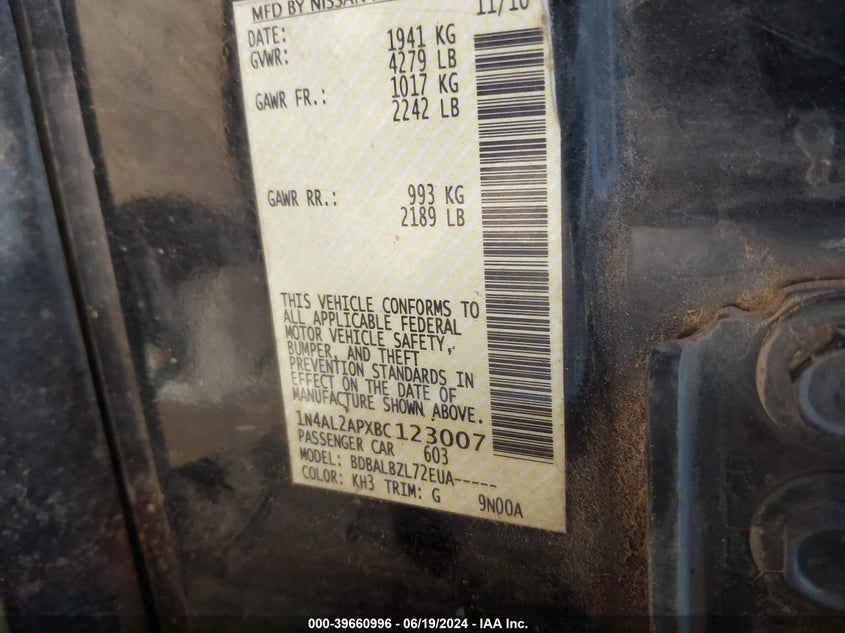 MFD BY NISSAN
DATE: 11/10
GVWR: 1941 KG
4279 LB
GAWR FR.: 1017 KG
2242 LB
GAWR RR.: 993 KG
2189 LB
THIS VEHICLE CONFORMS TO
ALL APPLICABLE FEDERAL
MOTOR VEHICLE SAFETY,
BUMPER, AND THEFT
PREVENTION STANDARDS IN
EFFECT ON THE DATE OF
MANUFACTURE SHOWN ABOVE.
1N4AL2APXBC123007
PASSENGER CAR 603
MODEL: BDBALBZL72EUA-----
COLOR: KH3 TRIM: G 9N00A
000-39660996 - 06/19/2024 - IAA Inc.